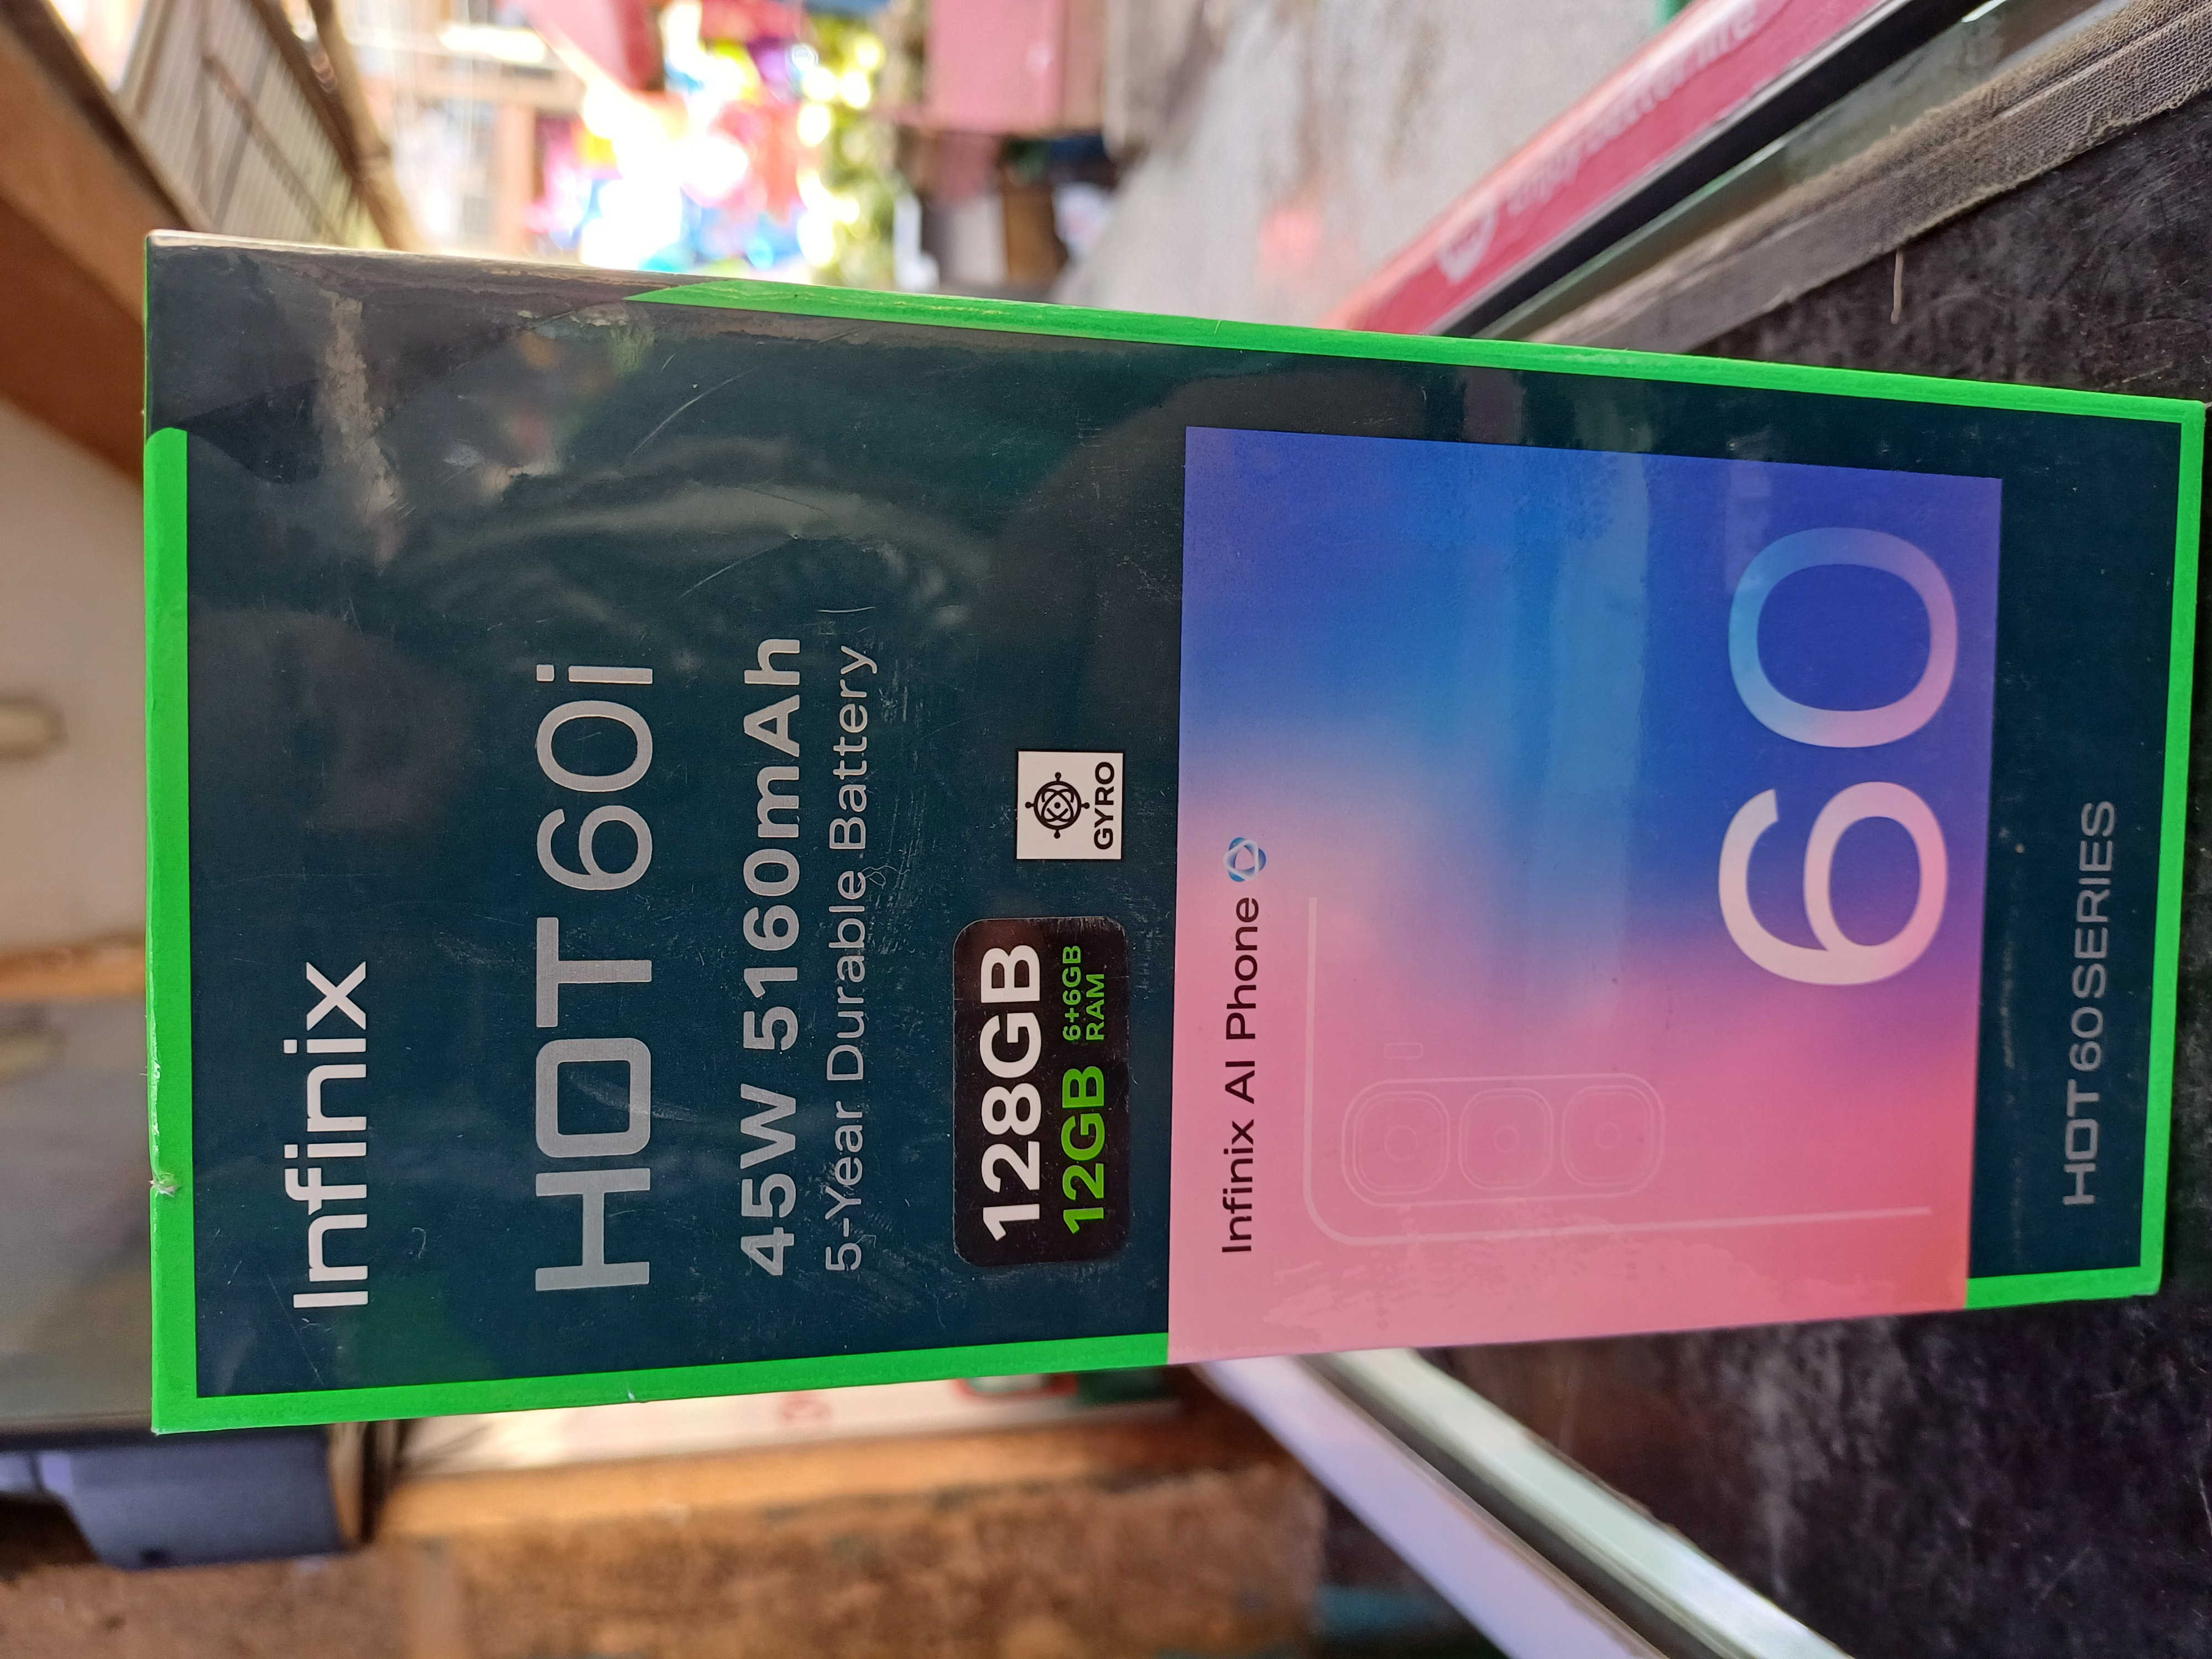 Infinix
HOT 60i
45W 5160mAh
5-Year Durable Battery
128GB
12GB 6+6GB
RAM
GYRO
Infinix AI Phone
60
HOT 60 SERIES